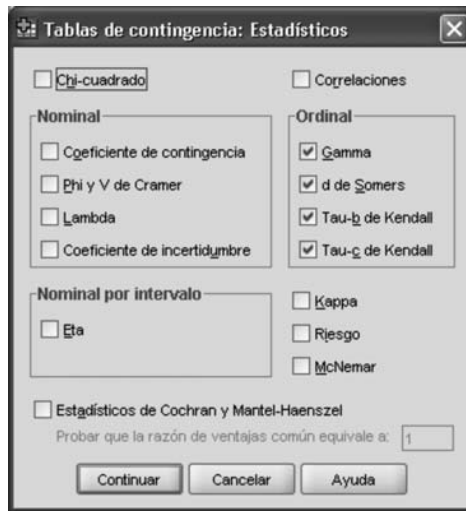 Tablas de contingencia: Estadísticos
Chi-cuadrado
Correlaciones
Nominal
Coeficiente de contingencia
Phi y V de Cramer
Lambda
Coeficiente de incertidumbre
Ordinal
Gamma
d de Somers
Tau-b de Kendall
Tau-c de Kendall
Nominal por intervalo
Eta
Kappa
Riesgo
McNemar
Estadísticos de Cochran y Mantel-Haenszel
Probar que la razón de ventajas común equivale a: 1
Continuar
Cancelar
Ayuda